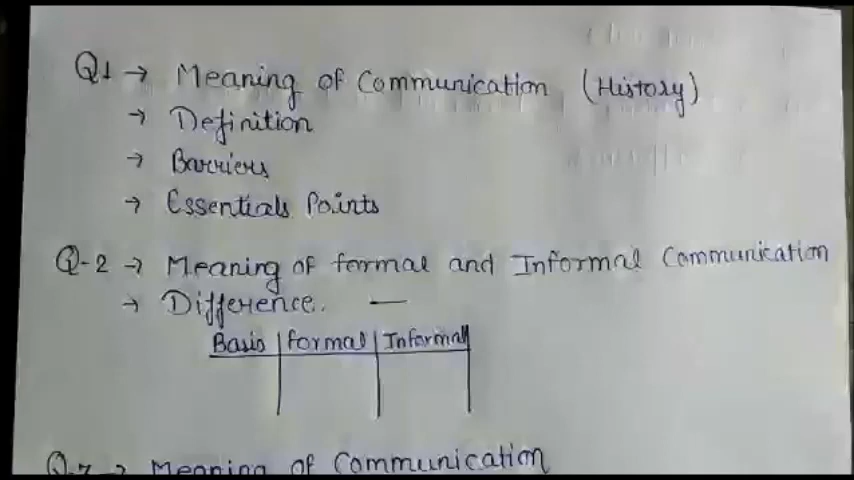 Q1 → Meaning of Communication (History)
→ Definition
→ Barriers
→ Essentials Points
Q-2 → Meaning of formal and Informal Communication
→ Difference. —
Basis | formal | Informal
→ Meaning of Communication